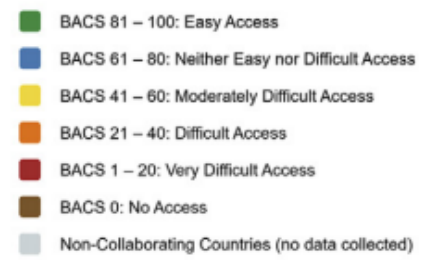 BACS 81 – 100: Easy Access
BACS 61 – 80: Neither Easy nor Difficult Access
BACS 41 – 60: Moderately Difficult Access
BACS 21 – 40: Difficult Access
BACS 1 – 20: Very Difficult Access
BACS 0: No Access
Non-Collaborating Countries (no data collected)